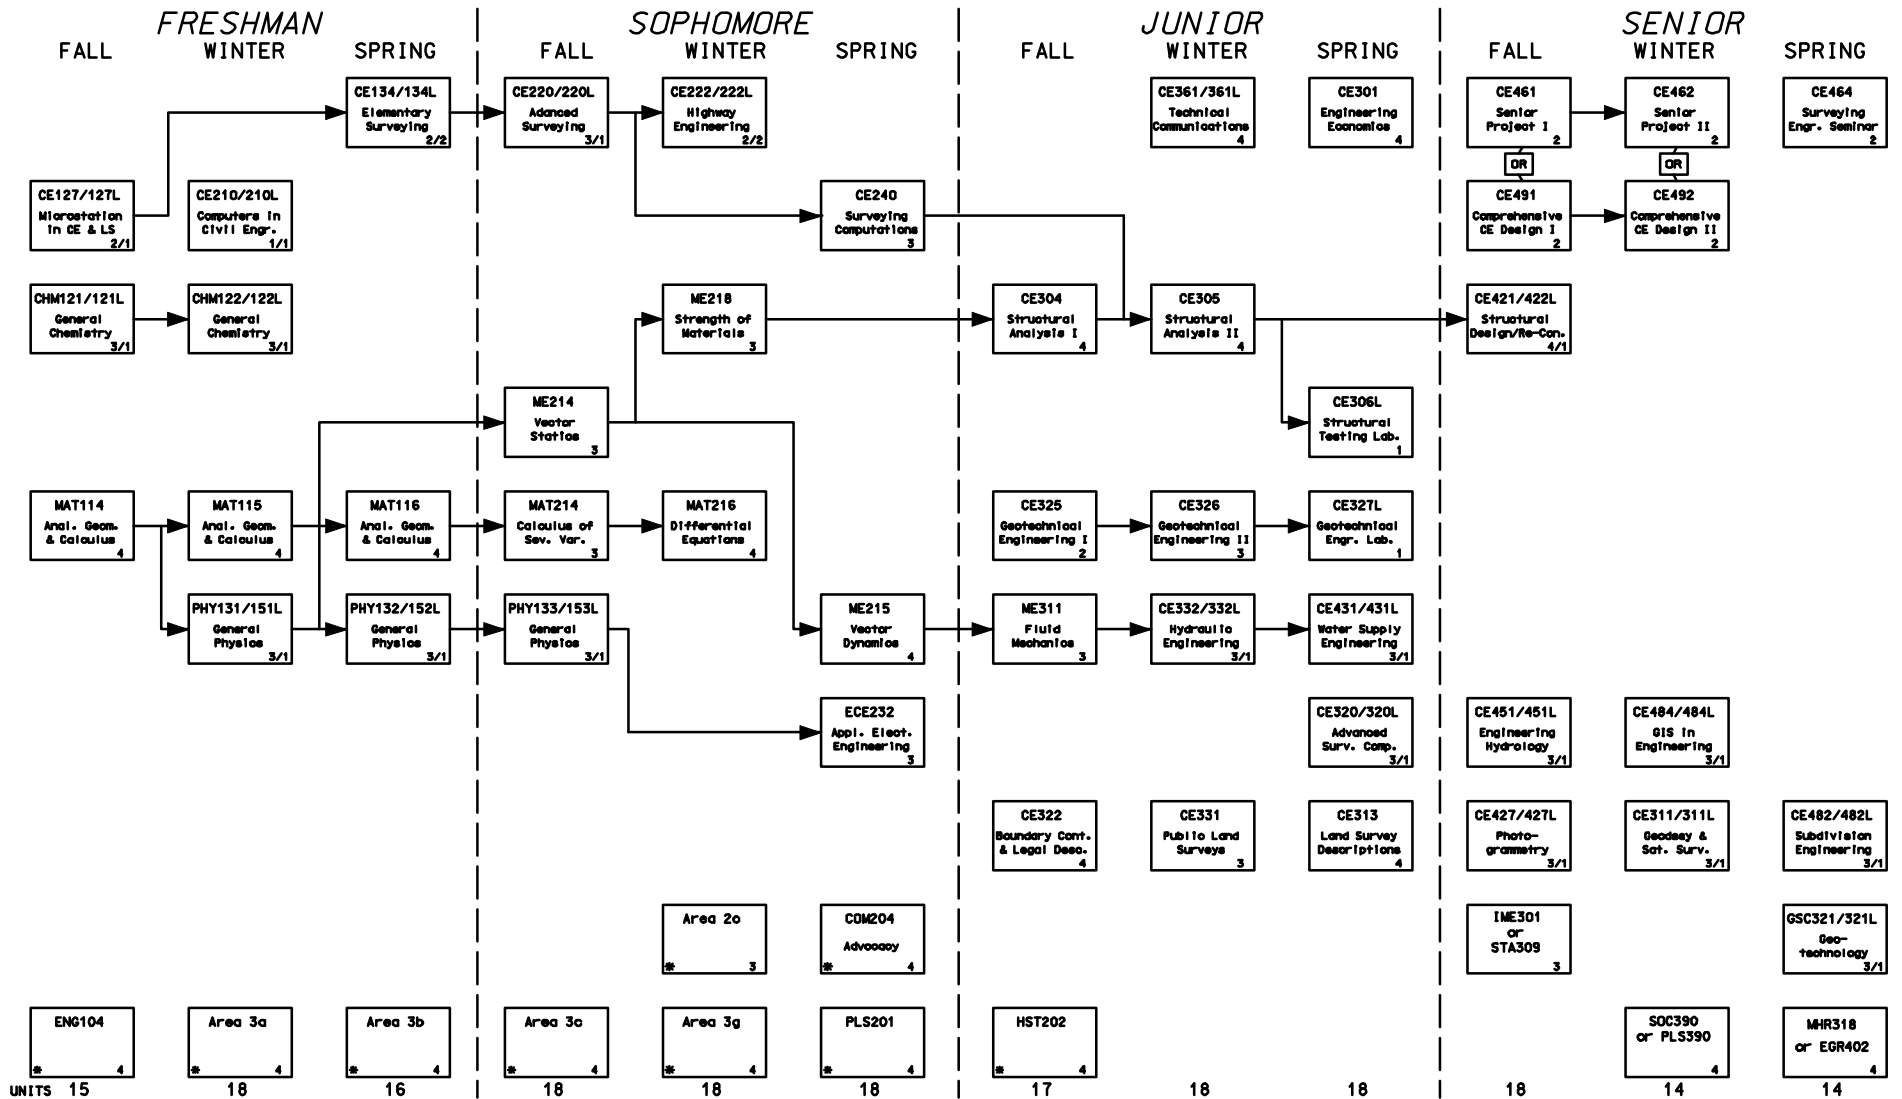 FRESHMAN SOPHOMORE JUNIOR SENIOR
FALL WINTER SPRING FALL WINTER SPRING FALL WINTER SPRING FALL WINTER SPRING
CE134/134L
Elementary
Surveying
2/2
CE220/220L
Adanced
Surveying
3/1
CE222/222L
Highway
Engineering
2/2
CE361/361L
Technical
Communications
4
CE301
Engineering
Economics
4
CE461
Senior
Project I
2
CE462
Senior
Project II
2
CE464
Surveying
Engr. Seminar
2
OR
OR
CE127/127L
Microstation
in CE & LS
2/1
CE210/210L
Computers in
Civil Engr.
1/1
CE240
Surveying
Computations
3
CE491
Comprehensive
CE Design I
2
CE492
Comprehensive
CE Design II
2
CHM121/121L
General
Chemistry
3/1
CHM122/122L
General
Chemistry
3/1
ME218
Strength of
Materials
3
CE304
Structural
Analysis I
4
CE305
Structural
Analysis II
4
CE421/422L
Structural
Design/Re-Con.
4/1
ME214
Vector
Statics
3
CE306L
Structural
Testing Lab.
1
MAT114
Anal. Geom.
& Calculus
4
MAT115
Anal. Geom.
& Calculus
4
MAT116
Anal. Geom.
& Calculus
4
MAT214
Calculus of
Sev. Var.
3
MAT216
Differential
Equations
4
CE325
Geotechnical
Engineering I
2
CE326
Geotechnical
Engineering II
3
CE327L
Geotechnical
Engr. Lab.
1
PHY131/151L
General
Physics
3/1
PHY132/152L
General
Physics
3/1
PHY133/153L
General
Physics
3/1
ME215
Vector
Dynamics
4
ME311
Fluid
Mechanics
3
CE332/332L
Hydraulic
Engineering
3/1
CE431/431L
Water Supply
Engineering
3/1
ECE232
Appl. Elect.
Engineering
3
CE320/320L
Advanced
Surv. Comp.
3/1
CE451/451L
Engineering
Hydrology
3/1
CE484/484L
GIS in
Engineering
3/1
CE322
Boundary Cont.
& Legal Desc.
4
CE331
Public Land
Surveys
3
CE313
Land Survey
Descriptions
4
CE427/427L
Photo-
grammetry
3/1
CE311/311L
Geodesy &
Sat. Surv.
3/1
CE482/482L
Subdivision
Engineering
3/1
Area 2c
* 3
COM204
Advocacy
* 4
IME301
or
STA309
3
GSC321/321L
Geo-
technology
3/1
ENG104
* 4
Area 3a
* 4
Area 3b
* 4
Area 3c
* 4
Area 3g
* 4
PLS201
* 4
HST202
* 4
SOC390
or PLS390
4
MHR318
or EGR402
4
UNITS 15 18 16 18 18 18 17 18 18 18 14 14